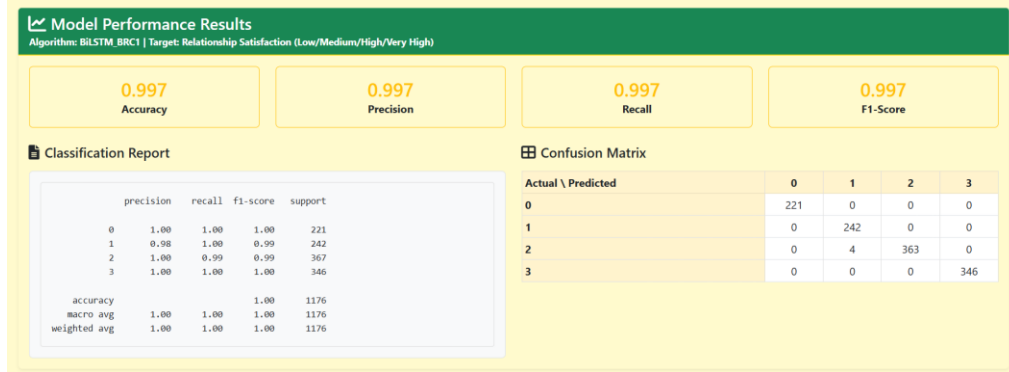 Model Performance Results
Algorithm: BiLSTM_BRC1 | Target: Relationship Satisfaction (Low/Medium/High/Very High)
0.997 0.997 0.997 0.997
Accuracy Precision Recall F1-Score
Classification Report
precision recall f1-score support
0 1.00 1.00 1.00 221
1 0.98 1.00 0.99 242
2 1.00 0.99 0.99 367
3 1.00 1.00 1.00 346
accuracy 1.00 1176
macro avg 1.00 1.00 1.00 1176
weighted avg 1.00 1.00 1.00 1176
Confusion Matrix
Actual \ Predicted 0 1 2 3
0 221 0 0 0
1 0 242 0 0
2 0 4 363 0
3 0 0 0 346